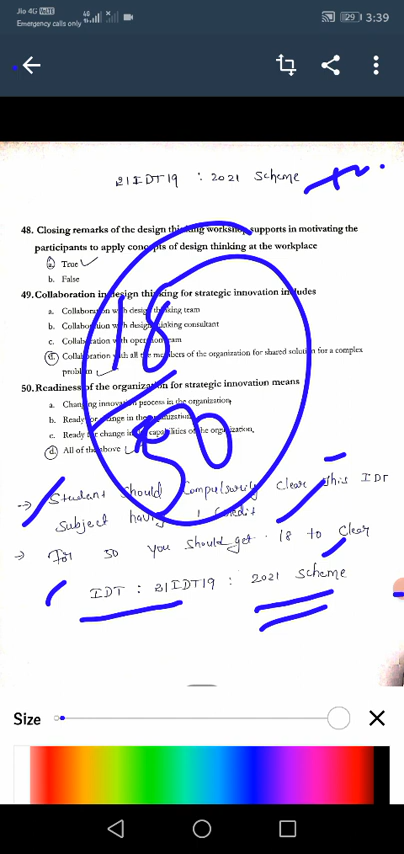 Jio 4G VoLTE
Emergency calls only
4G
29 3:39
21IDT19 : 2021 Scheme
48. Closing remarks of the design thinking workshop supports in motivating the
participants to apply concepts of design thinking at the workplace
a. True
b. False
49. Collaboration in design thinking for strategic innovation includes
a. Collaboration with design thinking team
b. Collaboration with design thinking consultant
c. Collaboration with operation team
d. Collaboration with all the members of the organization for shared solution for a complex
problem
18
50
50. Readiness of the organization for strategic innovation means
a. Changing innovation process in the organization
b. Ready for change in the organization
c. Ready for change in the capabilities of the organization
d. All of the above
→ Student should Compulsorily Clear this IDT
Subject having 1 Credit
→ For 50 you should get 18 to Clear
IDT : 21IDT19 : 2021 Scheme
Size